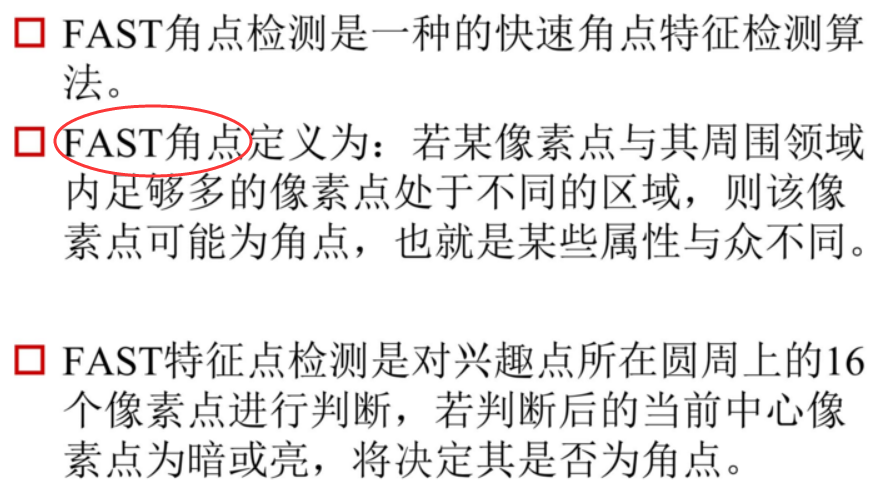 FAST角点检测是一种的快速角点特征检测算
法。
FAST角点定义为：若某像素点与其周围领域
内足够多的像素点处于不同的区域，则该像
素点可能为角点，也就是某些属性与众不同。
FAST特征点检测是对兴趣点所在圆周上的16
个像素点进行判断，若判断后的当前中心像
素点为暗或亮，将决定其是否为角点。